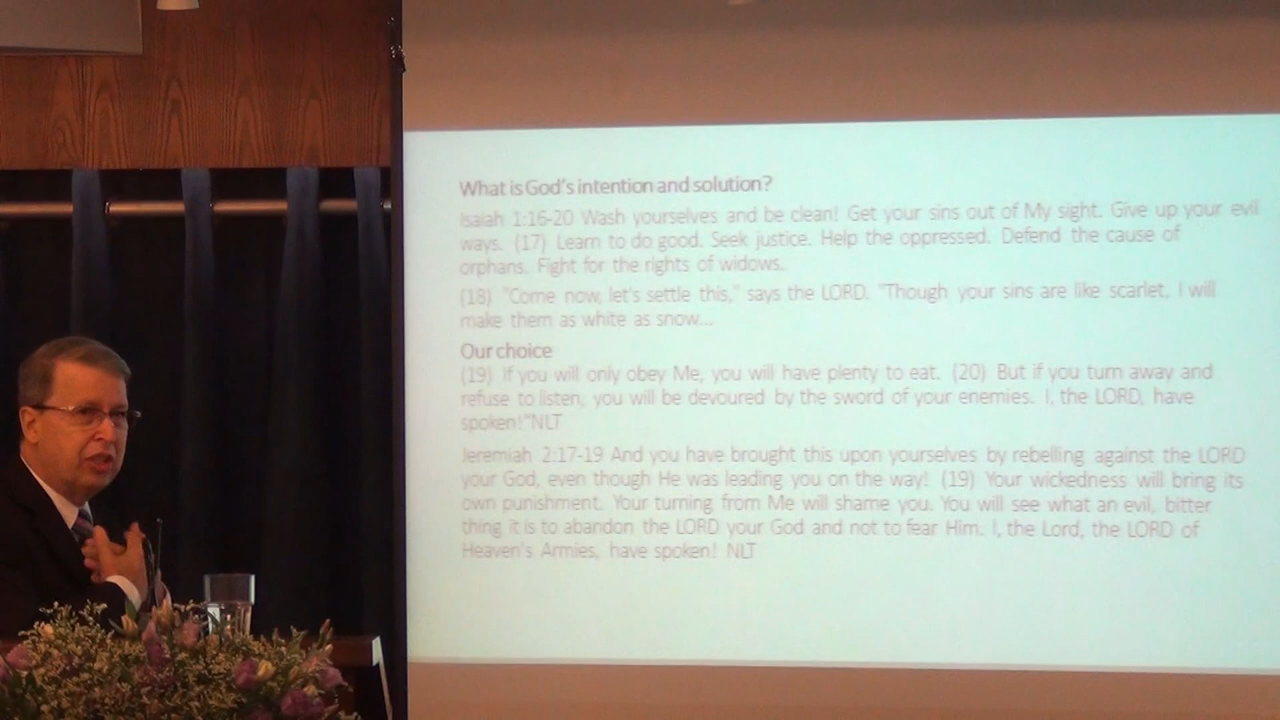 What is God's intention and solution?
Isaiah 1:16-20 Wash yourselves and be clean! Get your sins out of My sight. Give up your evil
ways. (17) Learn to do good. Seek justice. Help the oppressed. Defend the cause of
orphans. Fight for the rights of widows.
(18) "Come now, let's settle this," says the LORD. "Though your sins are like scarlet, I will
make them as white as snow...
Our choice
(19) If you will only obey Me, you will have plenty to eat. (20) But if you turn away and
refuse to listen, you will be devoured by the sword of your enemies. I, the LORD, have
spoken!"NLT
Jeremiah 2:17-19 And you have brought this upon yourselves by rebelling against the LORD
your God, even though He was leading you on the way! (19) Your wickedness will bring its
own punishment. Your turning from Me will shame you. You will see what an evil, bitter
thing it is to abandon the LORD your God and not to fear Him. I, the Lord, the LORD of
Heaven's Armies, have spoken! NLT